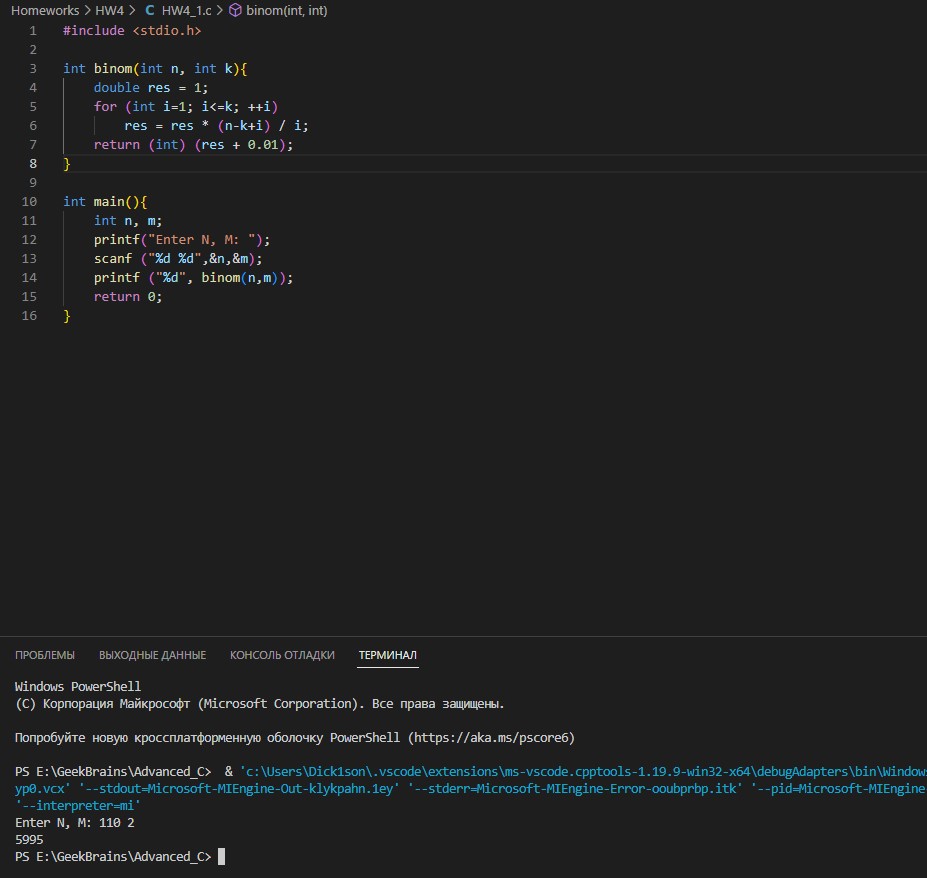 Homeworks > HW4 > C HW4_1.c > binom(int, int)
1 #include <stdio.h>
2
3 int binom(int n, int k){
4     double res = 1;
5     for (int i=1; i<=k; ++i)
6         res = res * (n-k+i) / i;
7     return (int) (res + 0.01);
8 }
9
10 int main(){
11     int n, m;
12     printf("Enter N, M: ");
13     scanf ("%d %d",&n,&m);
14     printf ("%d", binom(n,m));
15     return 0;
16 }
ПРОБЛЕМЫ ВЫХОДНЫЕ ДАННЫЕ КОНСОЛЬ ОТЛАДКИ ТЕРМИНАЛ
Windows PowerShell
(C) Корпорация Майкрософт (Microsoft Corporation). Все права защищены.
Попробуйте новую кроссплатформенную оболочку PowerShell (https://aka.ms/pscore6)
PS E:\GeekBrains\Advanced_C>  & 'c:\Users\Dick1son\.vscode\extensions\ms-vscode.cpptools-1.19.9-win32-x64\debugAdapters\bin\Windows
yp0.vcx' '--stdout=Microsoft-MIEngine-Out-klykpahn.1ey' '--stderr=Microsoft-MIEngine-Error-ooubprbp.itk' '--pid=Microsoft-MIEngine
'--interpreter=mi'
Enter N, M: 110 2
5995
PS E:\GeekBrains\Advanced_C>